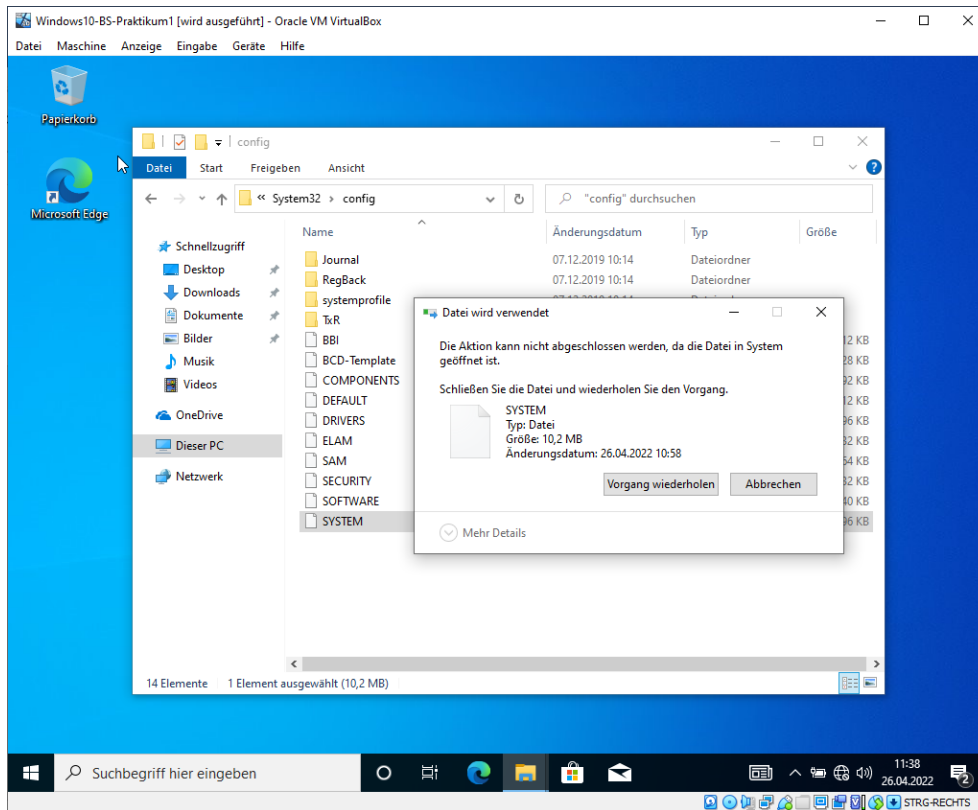 Windows10-BS-Praktikum1 [wird ausgeführt] - Oracle VM VirtualBox
Datei Maschine Anzeige Eingabe Geräte Hilfe
Papierkorb
Microsoft Edge
config
Datei Start Freigeben Ansicht
« System32 › config
"config" durchsuchen
Name Änderungsdatum Typ Größe
Schnellzugriff
Desktop
Downloads
Dokumente
Bilder
Musik
Videos
OneDrive
Dieser PC
Netzwerk
Journal 07.12.2019 10:14 Dateiordner
RegBack 07.12.2019 10:14 Dateiordner
systemprofile
TxR
BBI
BCD-Template
COMPONENTS
DEFAULT
DRIVERS
ELAM
SAM
SECURITY
SOFTWARE
SYSTEM
Datei wird verwendet
Die Aktion kann nicht abgeschlossen werden, da die Datei in System
geöffnet ist.
Schließen Sie die Datei und wiederholen Sie den Vorgang.
SYSTEM
Typ: Datei
Größe: 10,2 MB
Änderungsdatum: 26.04.2022 10:58
Vorgang wiederholen Abbrechen
Mehr Details
14 Elemente 1 Element ausgewählt (10,2 MB)
Suchbegriff hier eingeben
11:38
26.04.2022
2
STRG-RECHTS